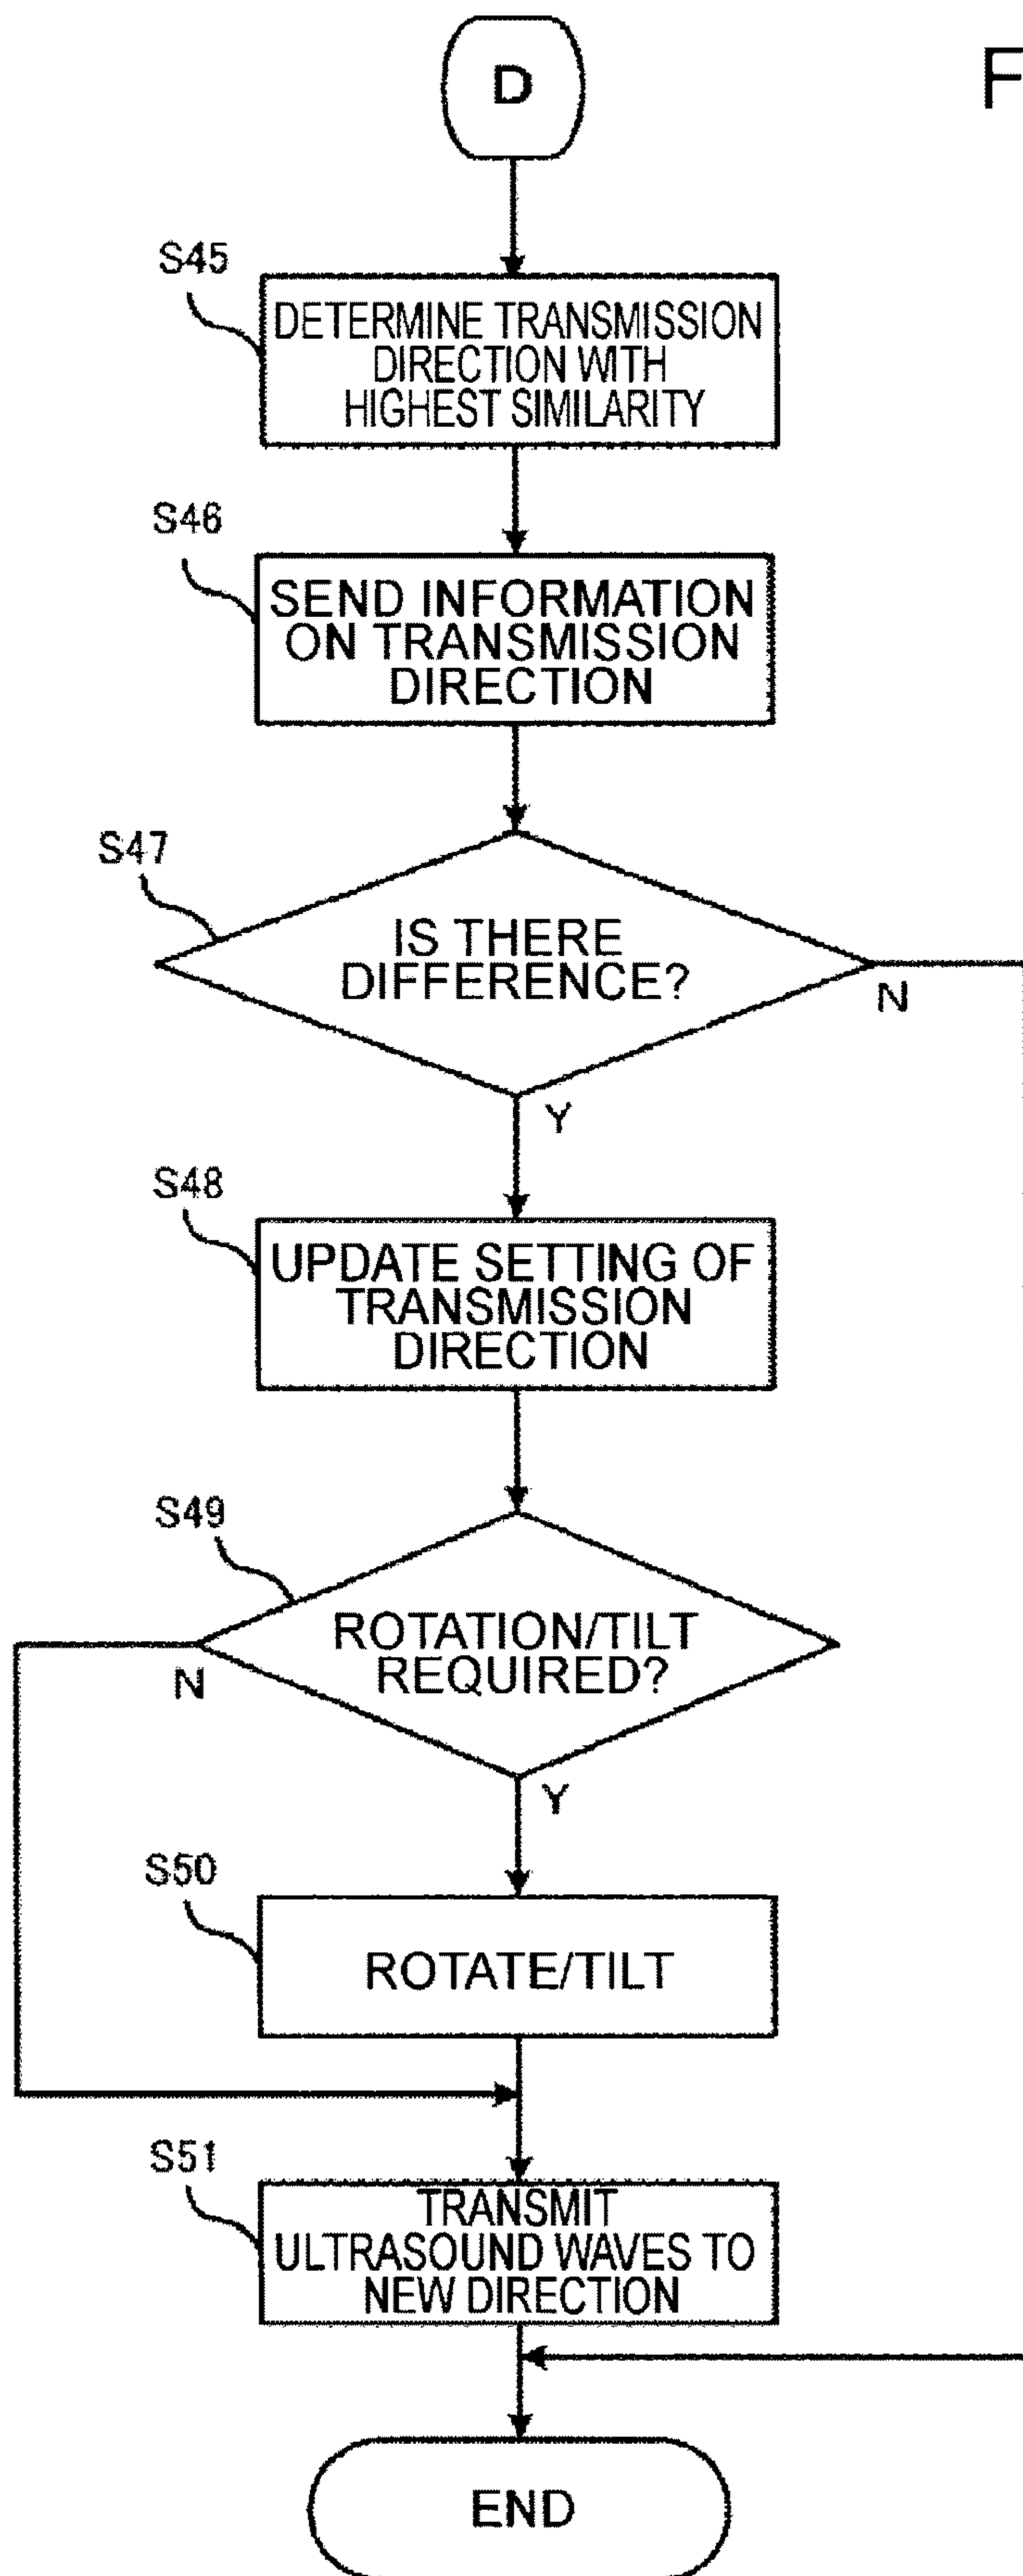 D
F
S45
DETERMINE TRANSMISSION
DIRECTION WITH
HIGHEST SIMILARITY
S46
SEND INFORMATION
ON TRANSMISSION
DIRECTION
S47
IS THERE
DIFFERENCE?
N
Y
S48
UPDATE SETTING OF
TRANSMISSION
DIRECTION
S49
ROTATION/TILT
REQUIRED?
N
Y
S50
ROTATE/TILT
S51
TRANSMIT
ULTRASOUND WAVES TO
NEW DIRECTION
END